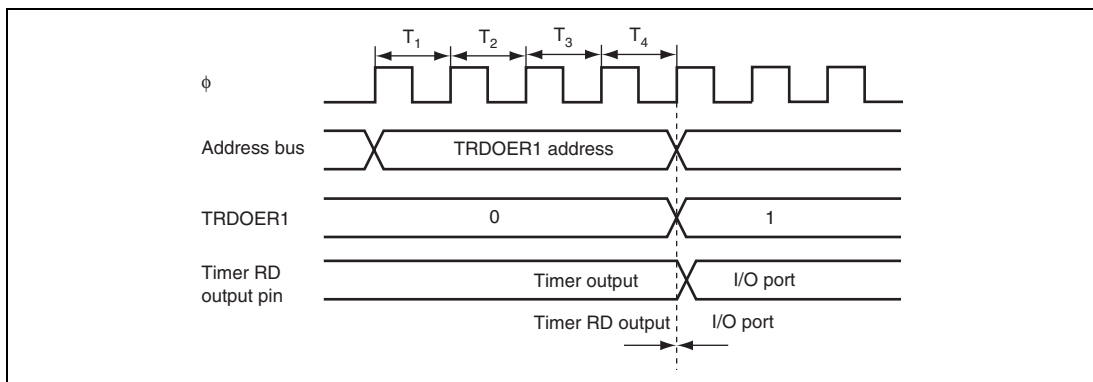 T1 T2 T3 T4
ϕ
Address bus
TRDOER1 address
TRDOER1
0
1
Timer RD
output pin
Timer output
I/O port
Timer RD output
I/O port